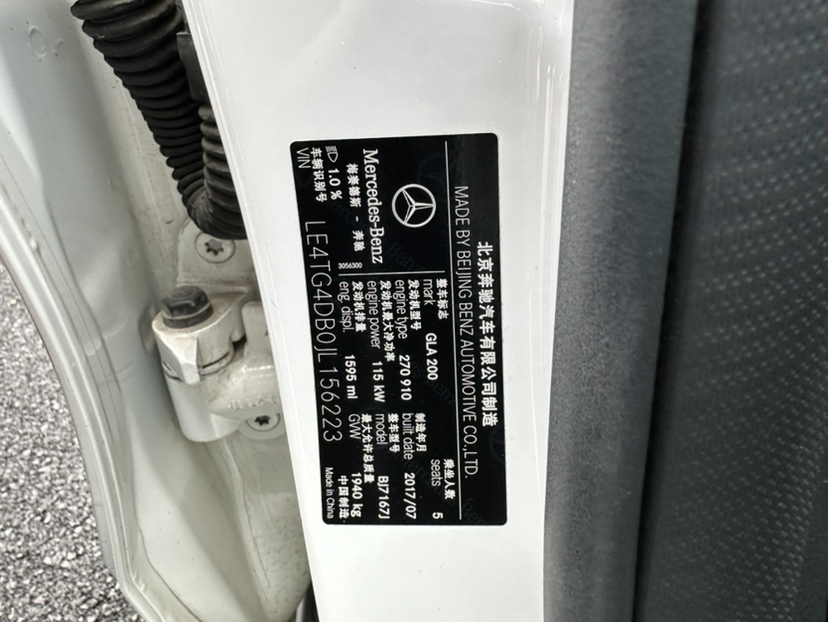 北京奔驰汽车有限公司制造
MADE BY BEIJING BENZ AUTOMOTIVE CO.,LTD.
Mercedes-Benz
梅赛德斯 - 奔驰
3056300
1.0 %
整车标志
mark GLA 200
乘坐人数
seats 5
发动机型号
engine type 270 910
制造年月
built date 2017/07
发动机最大净功率
engine power 115 kW
整车型号
model BJ7167J
发动机排量
eng. displ. 1595 ml
最大允许总质量
GVW 1940 kg
车辆识别号
VIN LE4TG4DB0JL156223
中国制造
Made in China